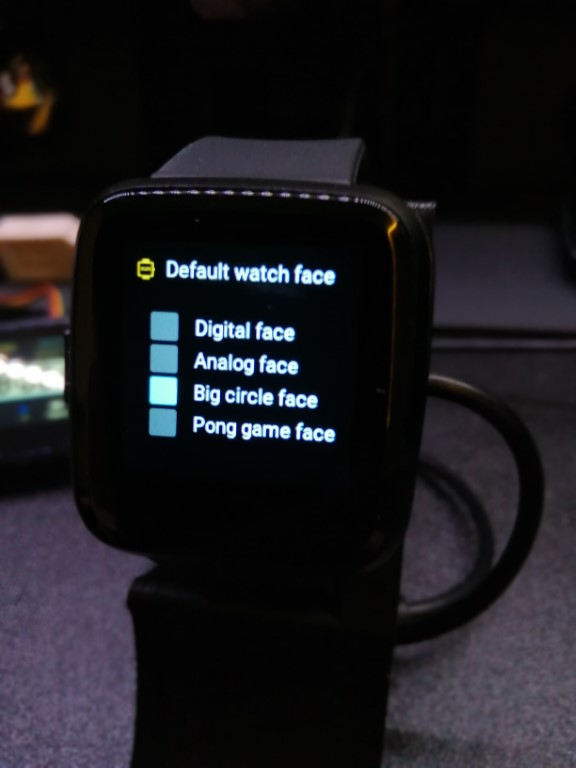 Default watch face
Digital face
Analog face
Big circle face
Pong game face